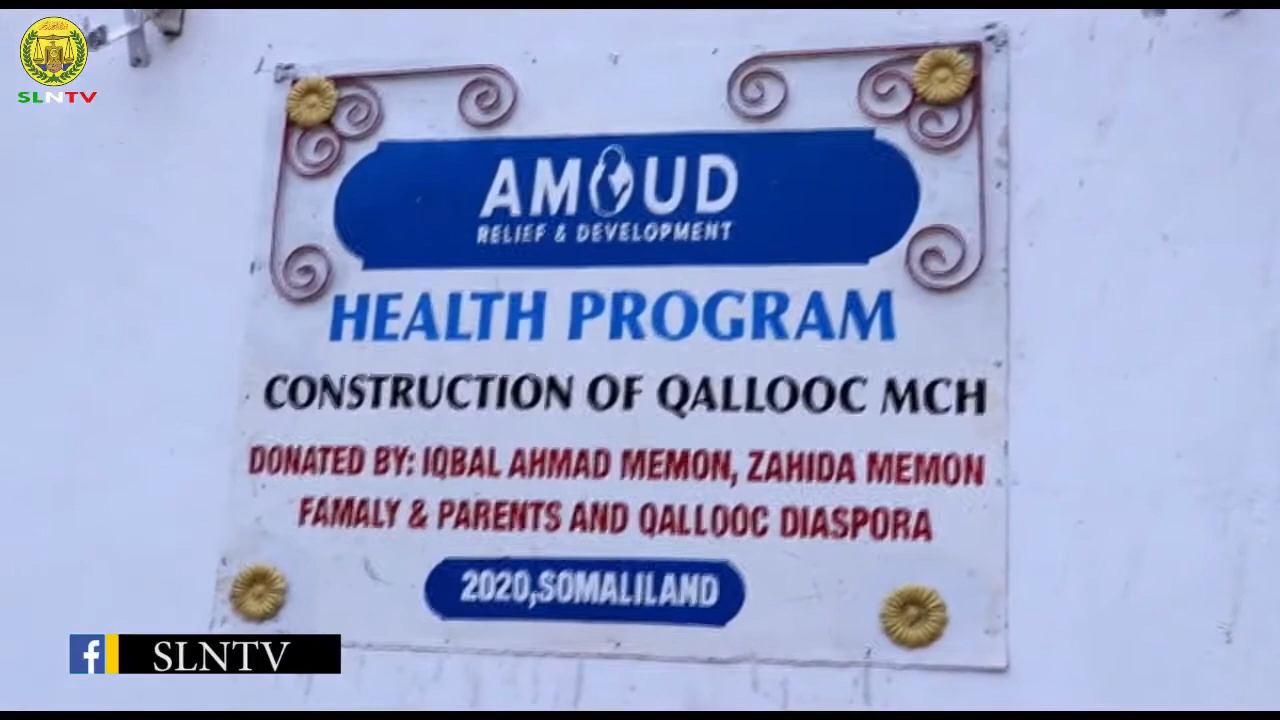 SLNTV
AMOUD
RELIEF & DEVELOPMENT
HEALTH PROGRAM
CONSTRUCTION OF QALLOOC MCH
DONATED BY: IQBAL AHMAD MEMON, ZAHIDA MEMON
FAMALY & PARENTS AND QALLOOC DIASPORA
2020,SOMALILAND
f SLNTV